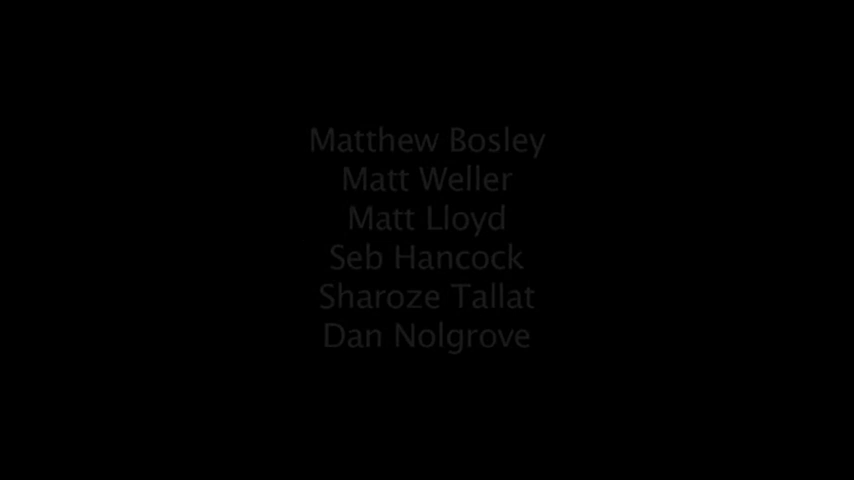 Matthew Bosley
Matt Weller
Matt Lloyd
Seb Hancock
Sharoze Tallat
Dan Nolgrove